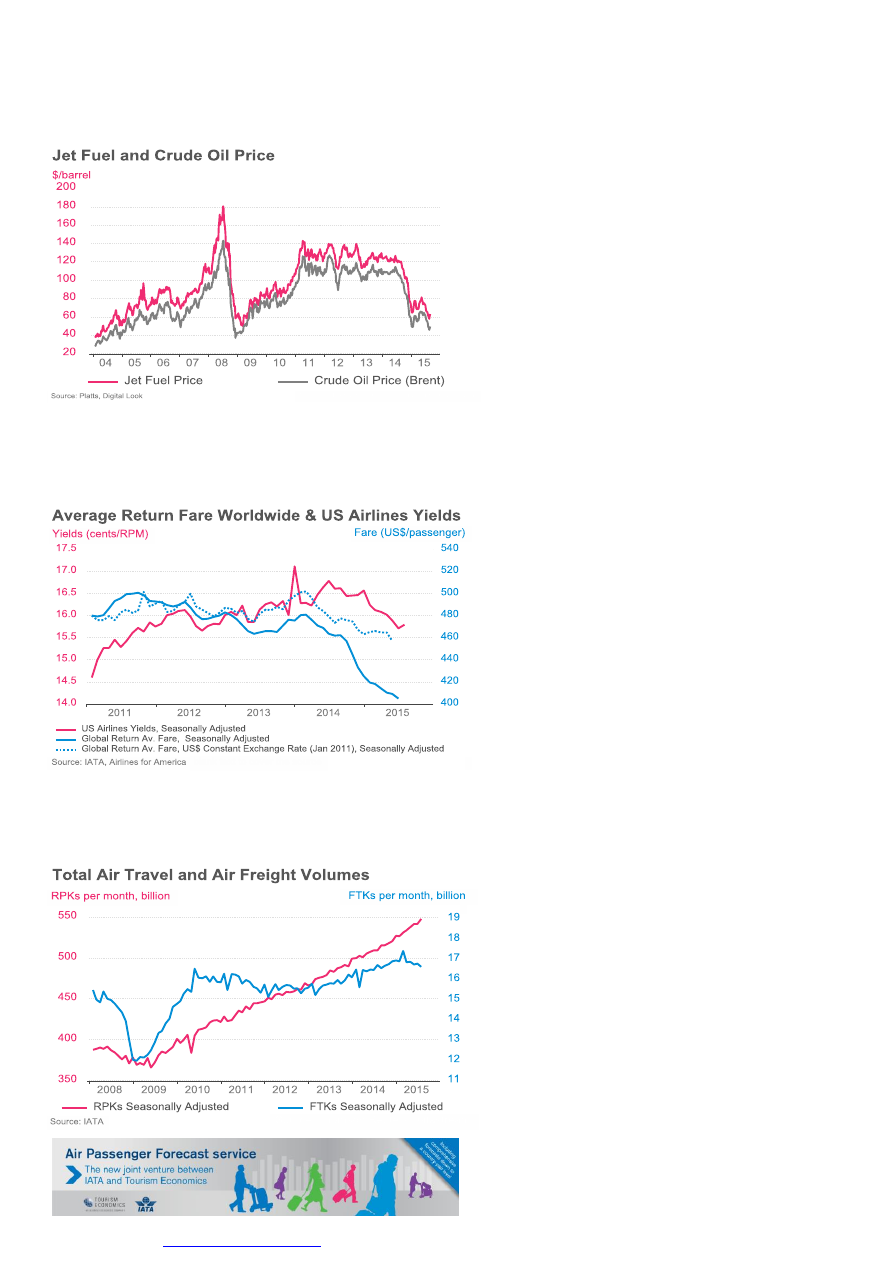 Jet Fuel and Crude Oil Price
$/barrel
200
180
160
140
120
100
80
60
40
20
04 05 06 07 08 09 10 11 12 13 14 15
Jet Fuel Price Crude Oil Price (Brent)
Source: Platts, Digital Look
Average Return Fare Worldwide & US Airlines Yields
Yields (cents/RPM) Fare (US$/passenger)
17.5 540
17.0 520
16.5 500
16.0 480
15.5 460
15.0 440
14.5 420
14.0 400
2011 2012 2013 2014 2015
US Airlines Yields, Seasonally Adjusted
Global Return Av. Fare, Seasonally Adjusted
Global Return Av. Fare, US$ Constant Exchange Rate (Jan 2011), Seasonally Adjusted
Source: IATA, Airlines for America
Total Air Travel and Air Freight Volumes
RPKs per month, billion FTKs per month, billion
550 19
18
500 17
16
450 15
14
400 13
12
350 11
2008 2009 2010 2011 2012 2013 2014 2015
RPKs Seasonally Adjusted FTKs Seasonally Adjusted
Source: IATA
Air Passenger Forecast service
The new joint venture between
IATA and Tourism Economics
TOURISM
ECONOMICS
IATA